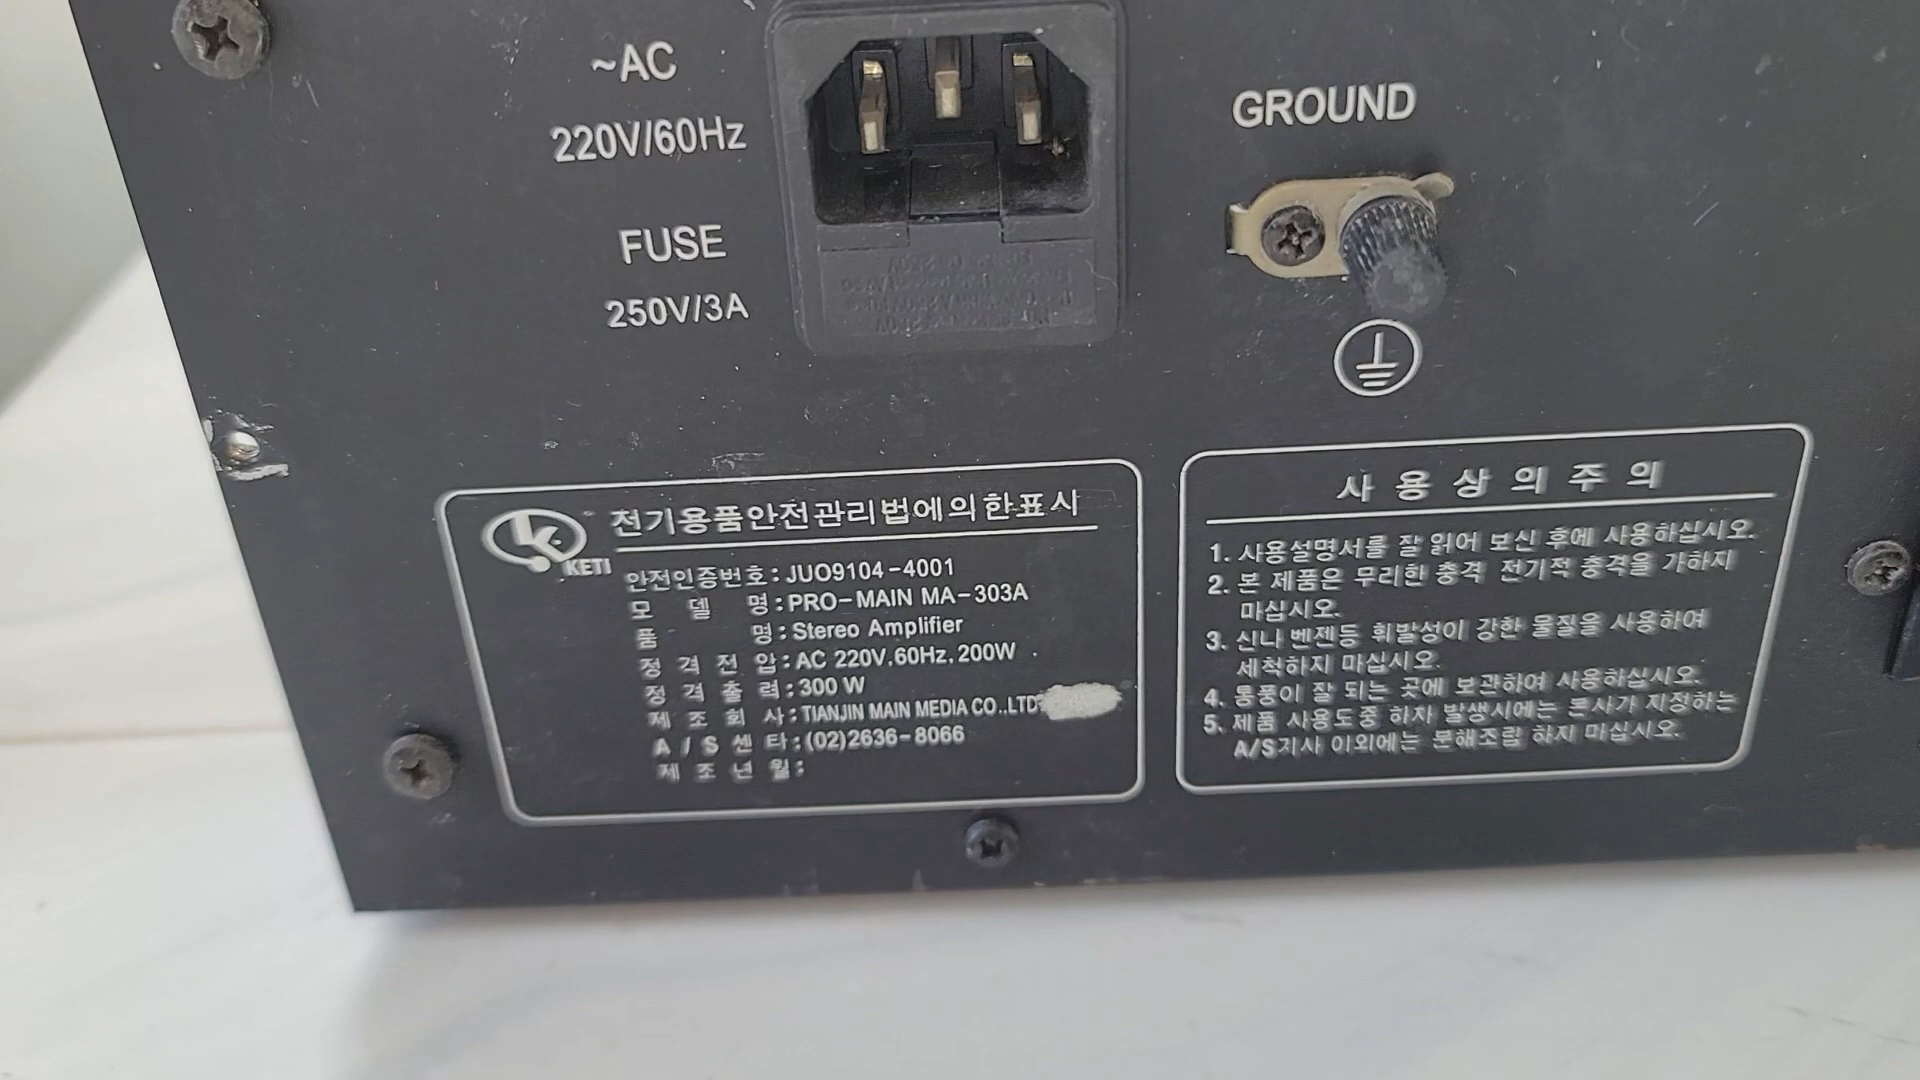 ~AC
220V/60Hz
FUSE
250V/3A
GROUND
KETI
전기용품안전관리법에의한표시
안전인증번호:JUO9104-4001
모 델 명:PRO-MAIN MA-303A
품 명:Stereo Amplifier
정 격 전 압:AC 220V,60Hz,200W
정 격 출 력:300 W
제 조 회 사:TIANJIN MAIN MEDIA CO.,LTD
A / S 센 타:(02)2636-8066
제 조 년 월:
사 용 상 의 주 의
1. 사용설명서를 잘 읽어 보신 후에 사용하십시오.
2. 본 제품은 무리한 충격 전기적 충격을 가하지
마십시오.
3. 신나 벤젠등 휘발성이 강한 물질을 사용하여
세척하지 마십시오.
4. 통풍이 잘 되는 곳에 보관하여 사용하십시오.
5. 제품 사용도중 하자 발생시에는 본사가 지정하는
A/S기사 이외에는 분해조립 하지 마십시오.